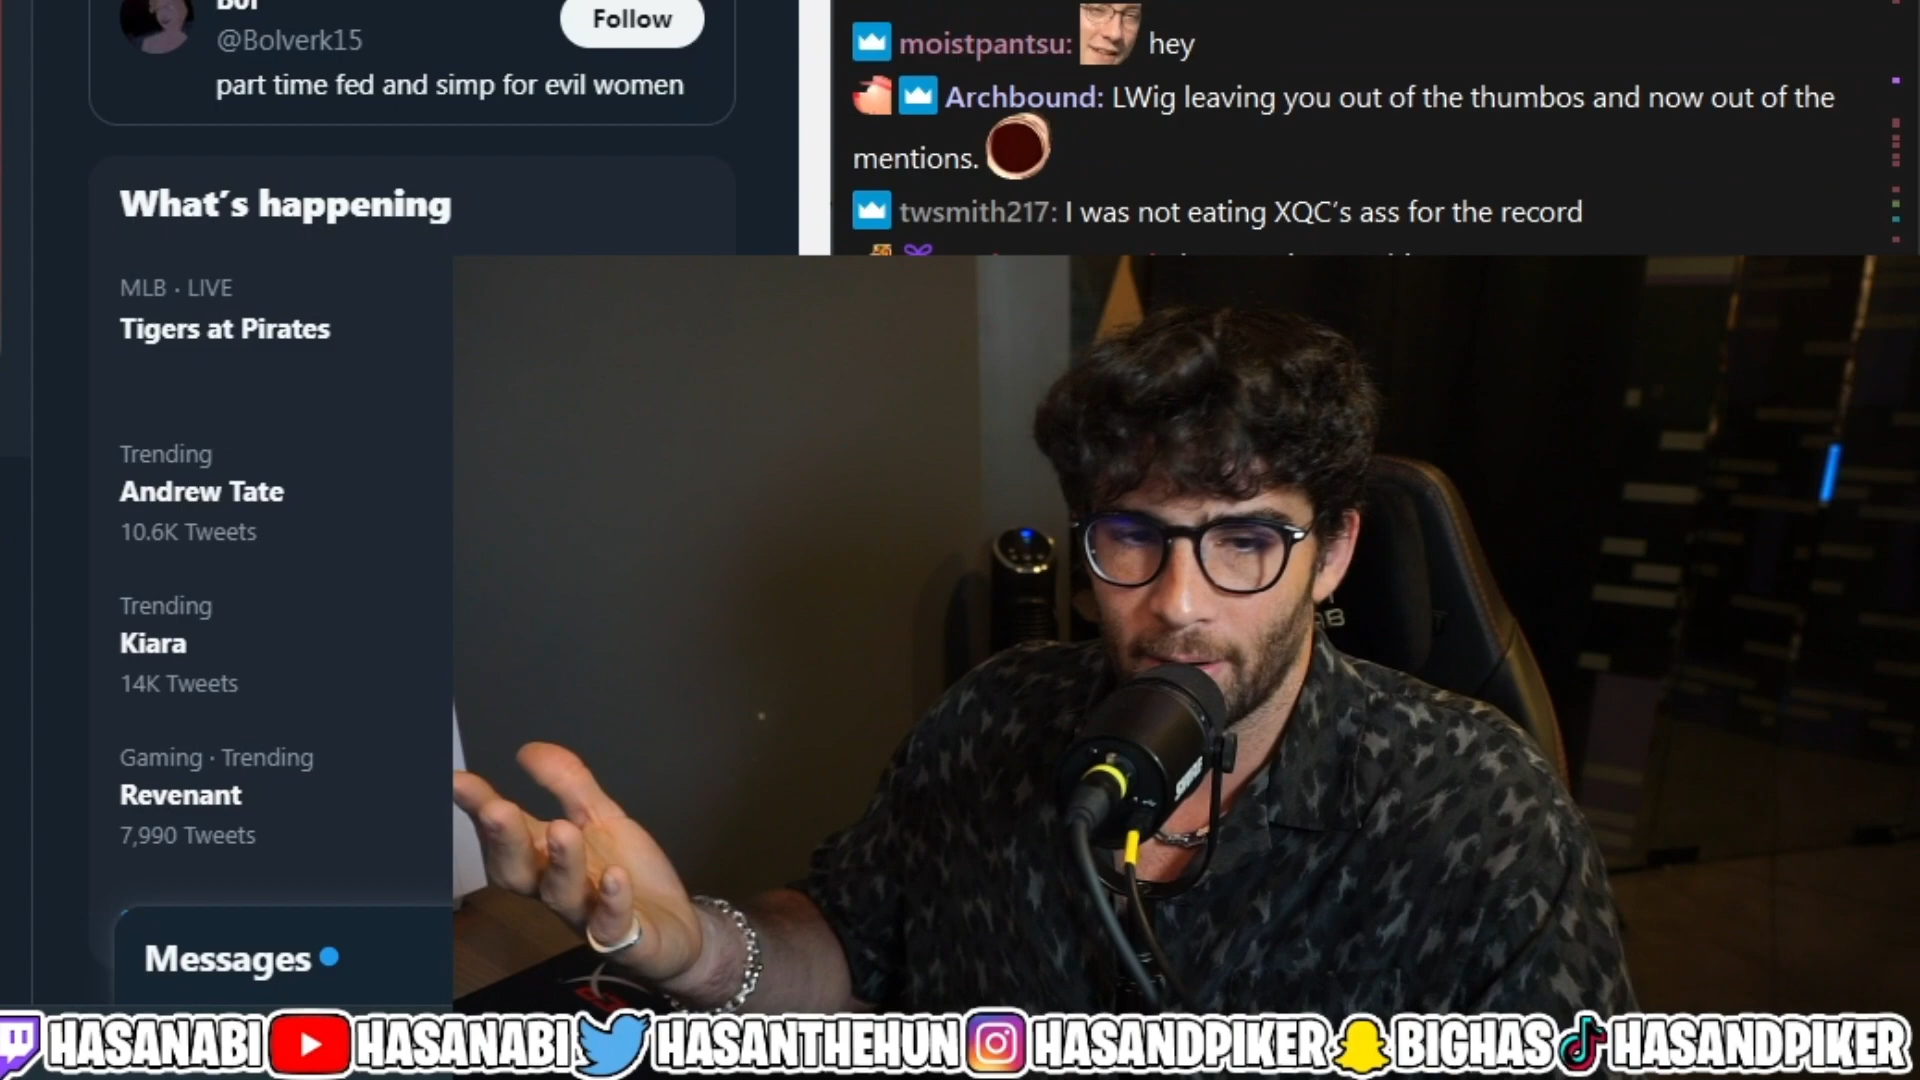 @Bolverk15
Follow
part time fed and simp for evil women
What's happening
MLB · LIVE
Tigers at Pirates
Trending
Andrew Tate
10.6K Tweets
Trending
Kiara
14K Tweets
Gaming · Trending
Revenant
7,990 Tweets
Messages
moistpantsu: hey
Archbound: LWig leaving you out of the thumbos and now out of the
mentions.
twsmith217: I was not eating XQC's ass for the record
SHURE
HASANABI HASANABI HASANTHEHUN HASANDPIKER BIGHAS HASANDPIKER